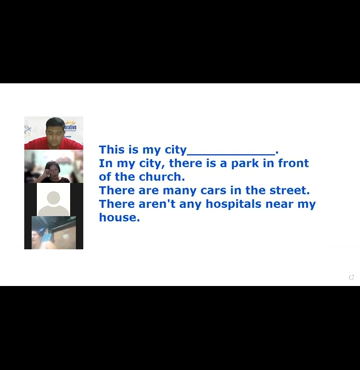 This is my city____________.
In my city, there is a park in front
of the church.
There are many cars in the street.
There aren't any hospitals near my
house.